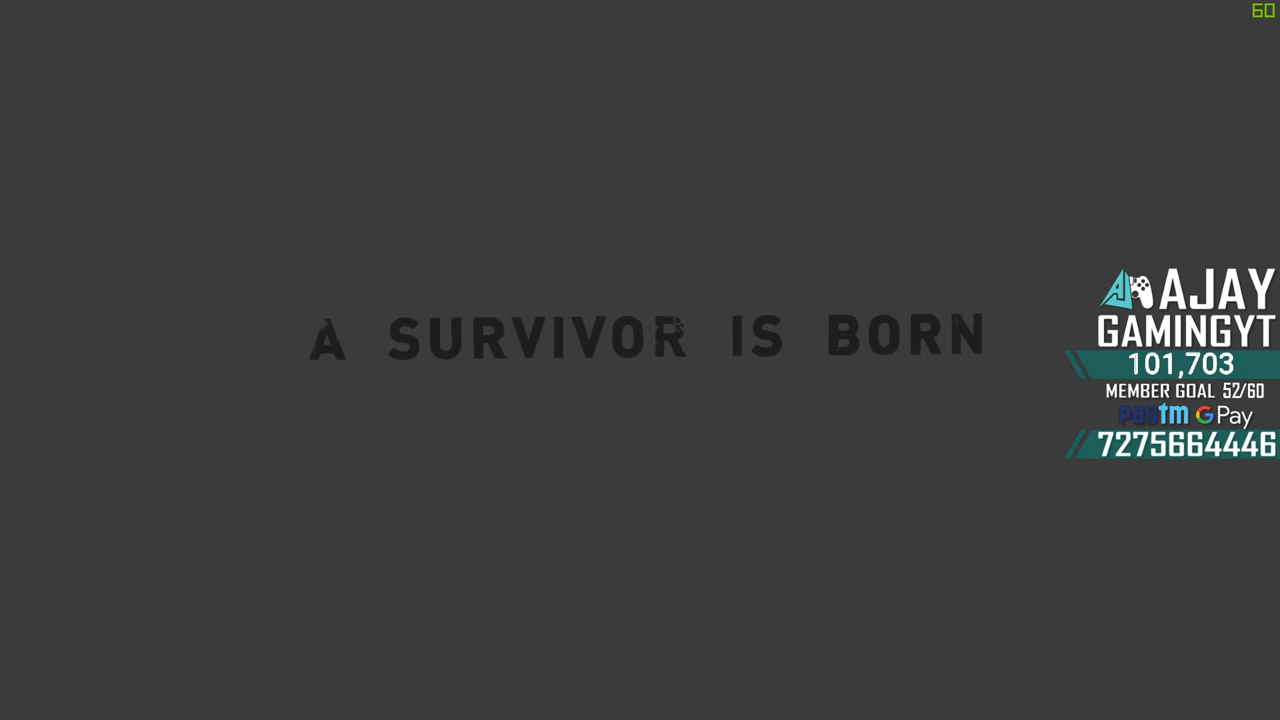 60
A SURVIVOR IS BORN
AJAY
GAMINGYT
101,703
MEMBER GOAL 52/60
paytm G Pay
7275664446